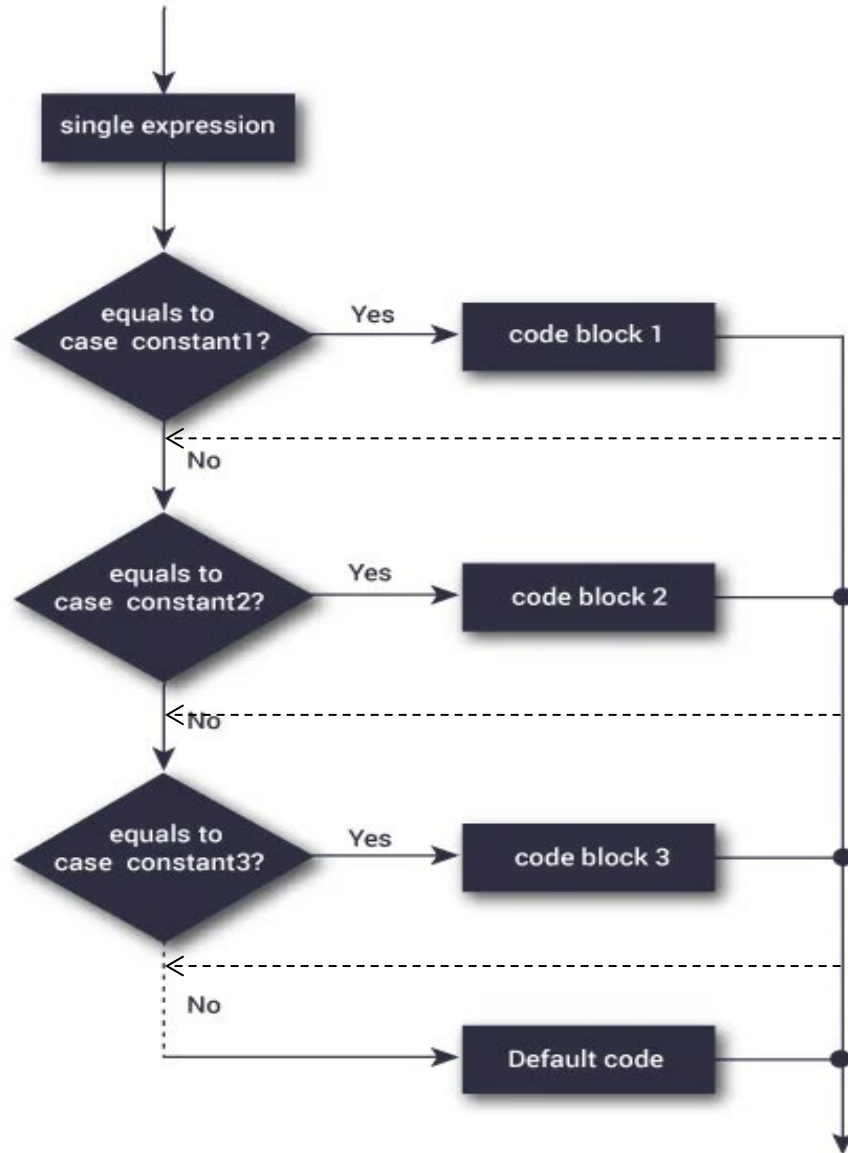 single expression
equals to
case constant1?
Yes
code block 1
No
equals to
case constant2?
Yes
code block 2
No
equals to
case constant3?
Yes
code block 3
No
Default code